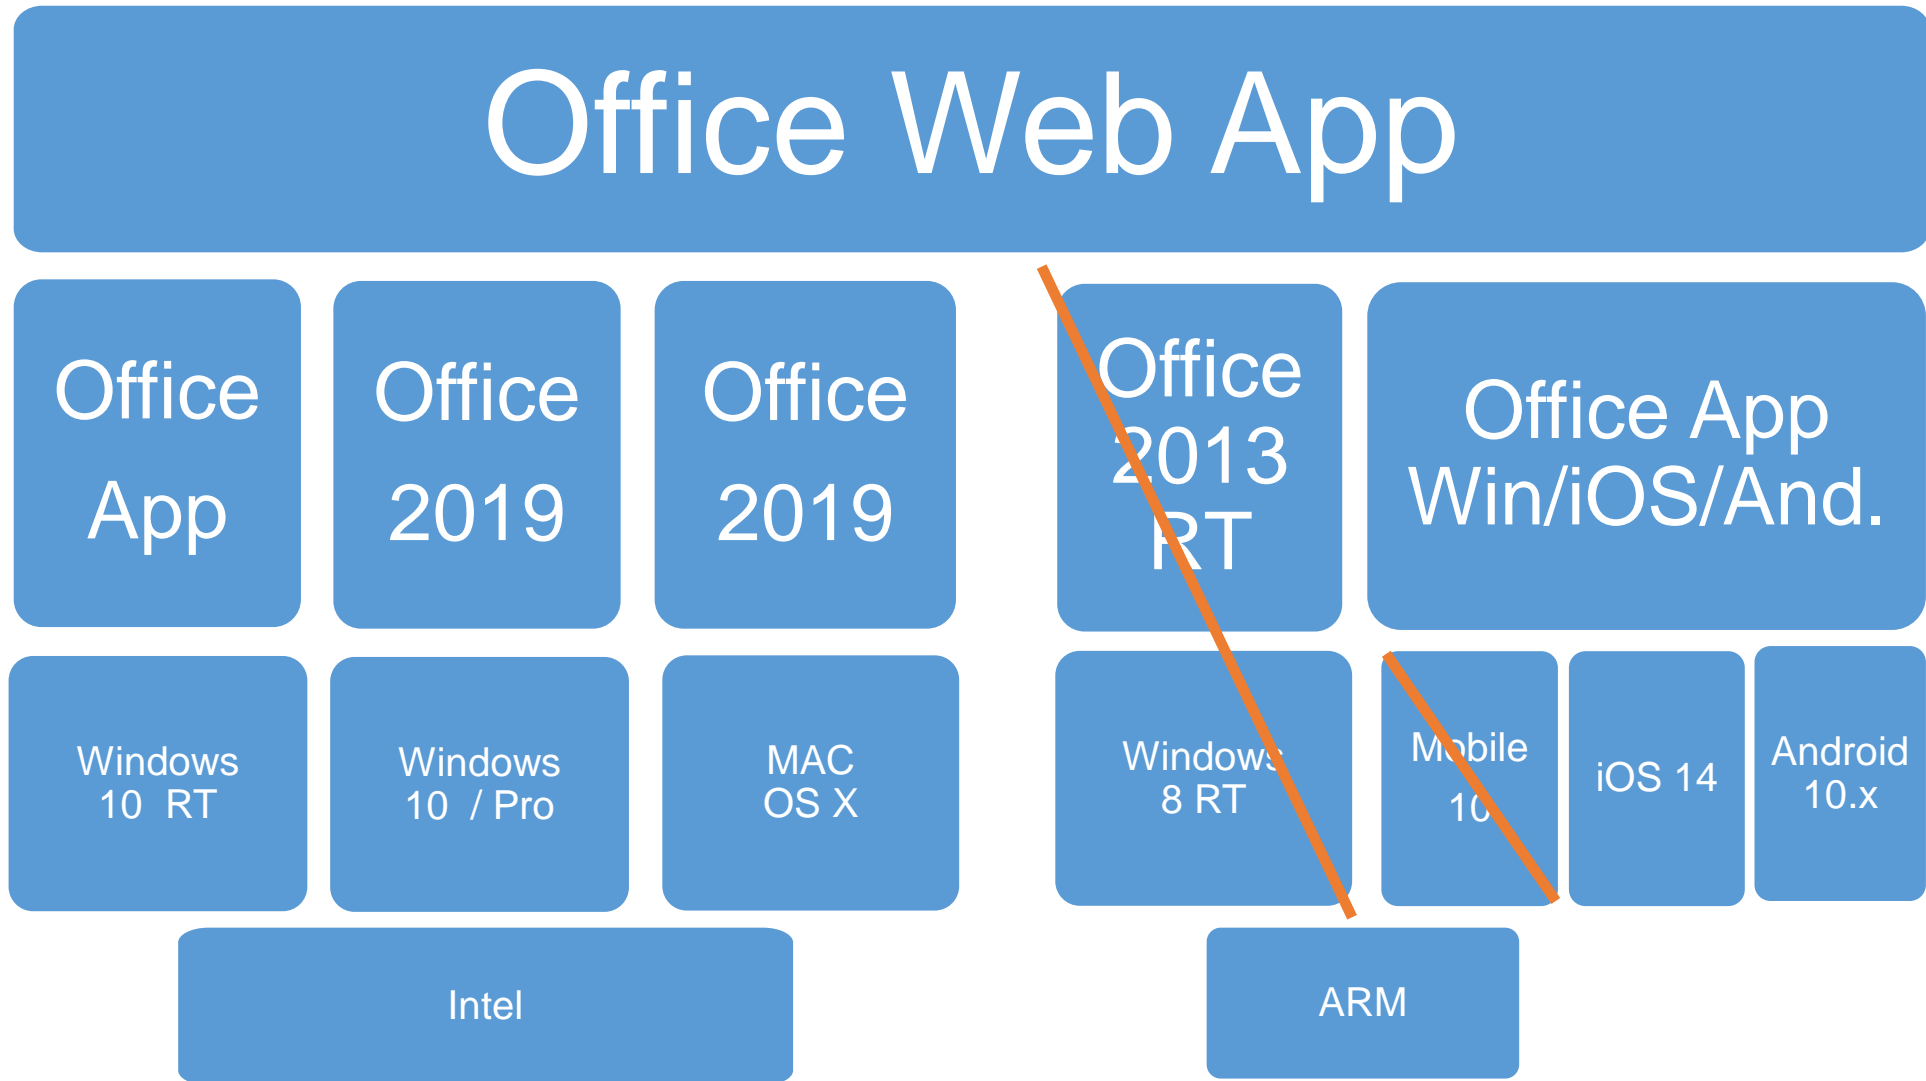 Office Web App
Office
App
Office
2019
Office
2019
Office
2013
RT
Office App
Win/iOS/And.
Windows
10 RT
Windows
10 / Pro
MAC
OS X
Windows
8 RT
Mobile
10
iOS 14
Android
10.x
Intel
ARM